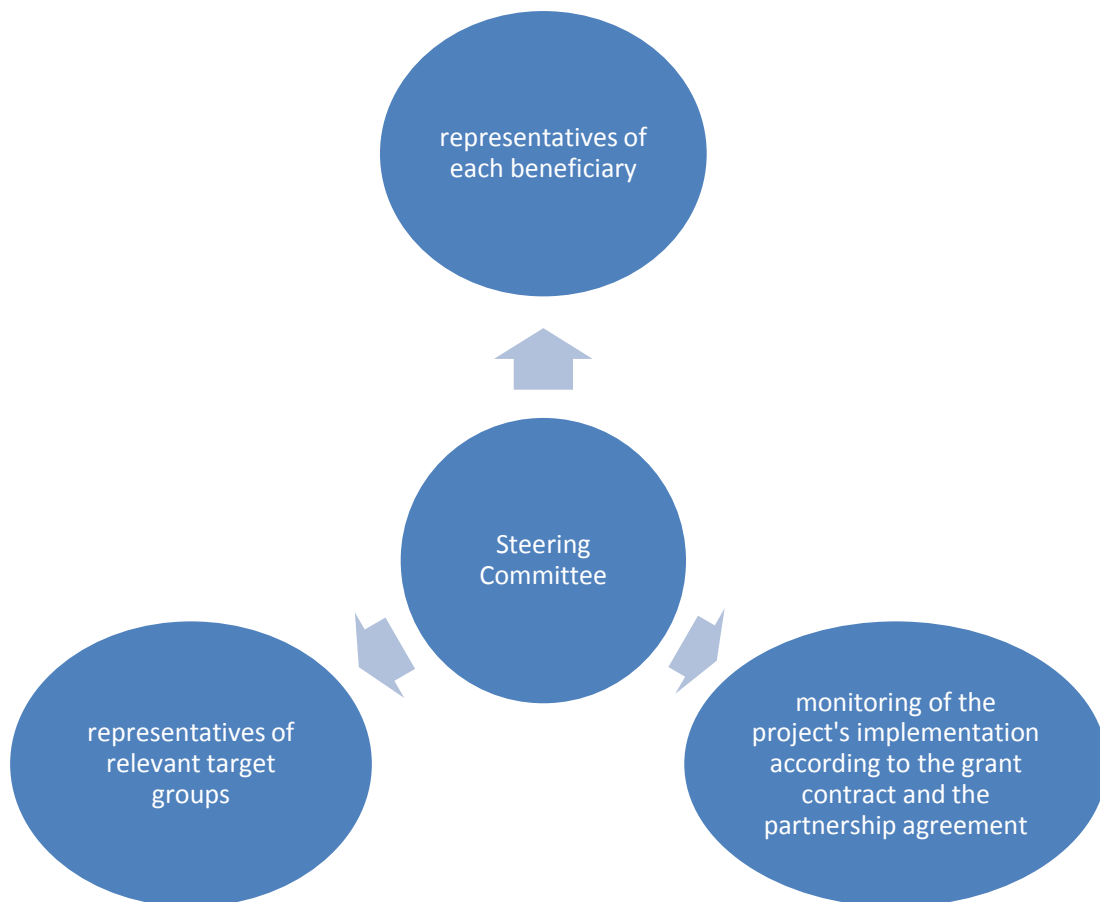 representatives of
each beneficiary
Steering
Committee
representatives of
relevant target
groups
monitoring of the
project's implementation
according to the grant
contract and the
partnership agreement